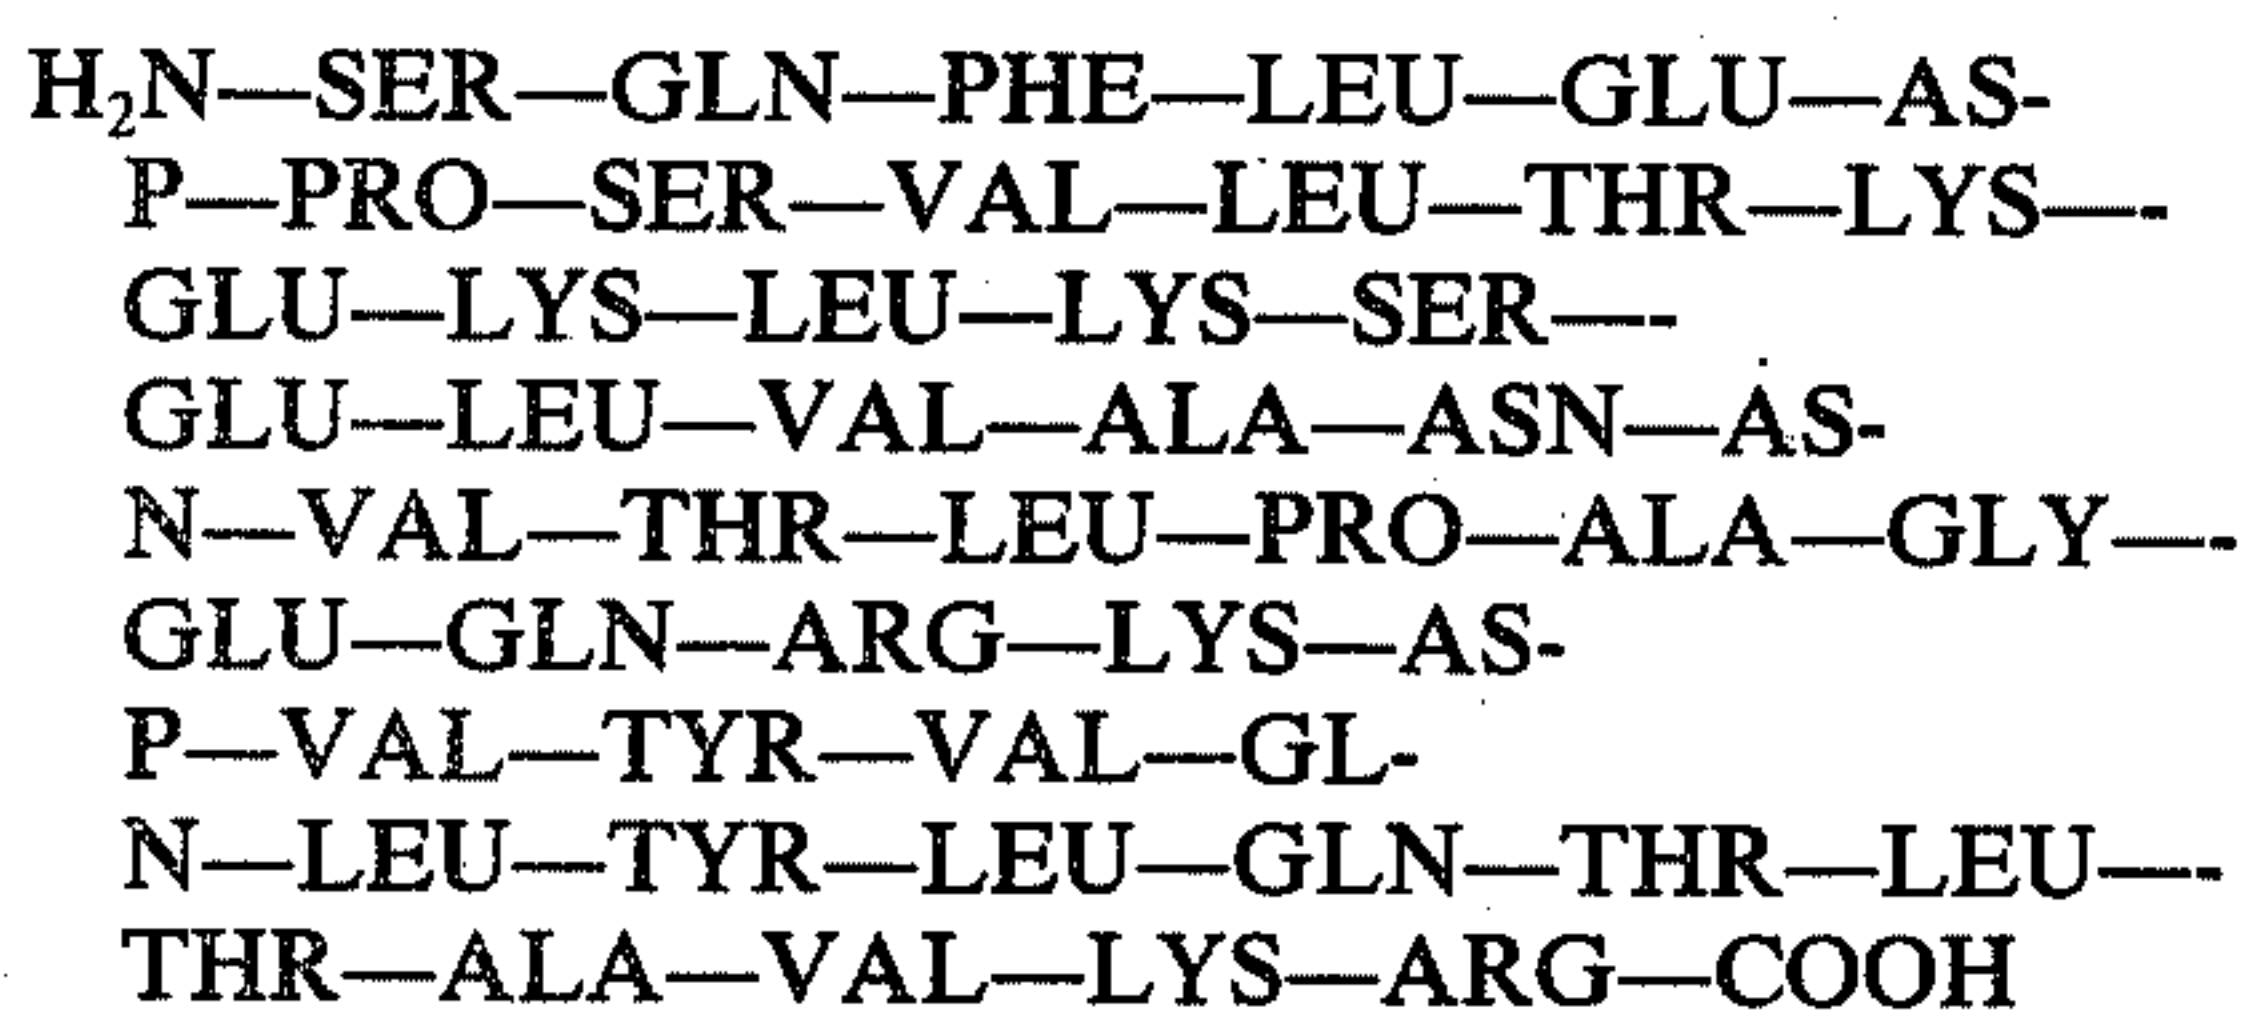 H₂N—SER—GLN—PHE—LEU—GLU—AS-
P—PRO—SER—VAL—LEU—THR—LYS—-
GLU—LYS—LEU—LYS—SER—-
GLU—LEU—VAL—ALA—ASN—AS-
N—VAL—THR—LEU—PRO—ALA—GLY—-
GLU—GLN—ARG—LYS—AS-
P—VAL—TYR—VAL—GL-
N—LEU—TYR—LEU—GLN—THR—LEU—-
THR—ALA—VAL—LYS—ARG—COOH